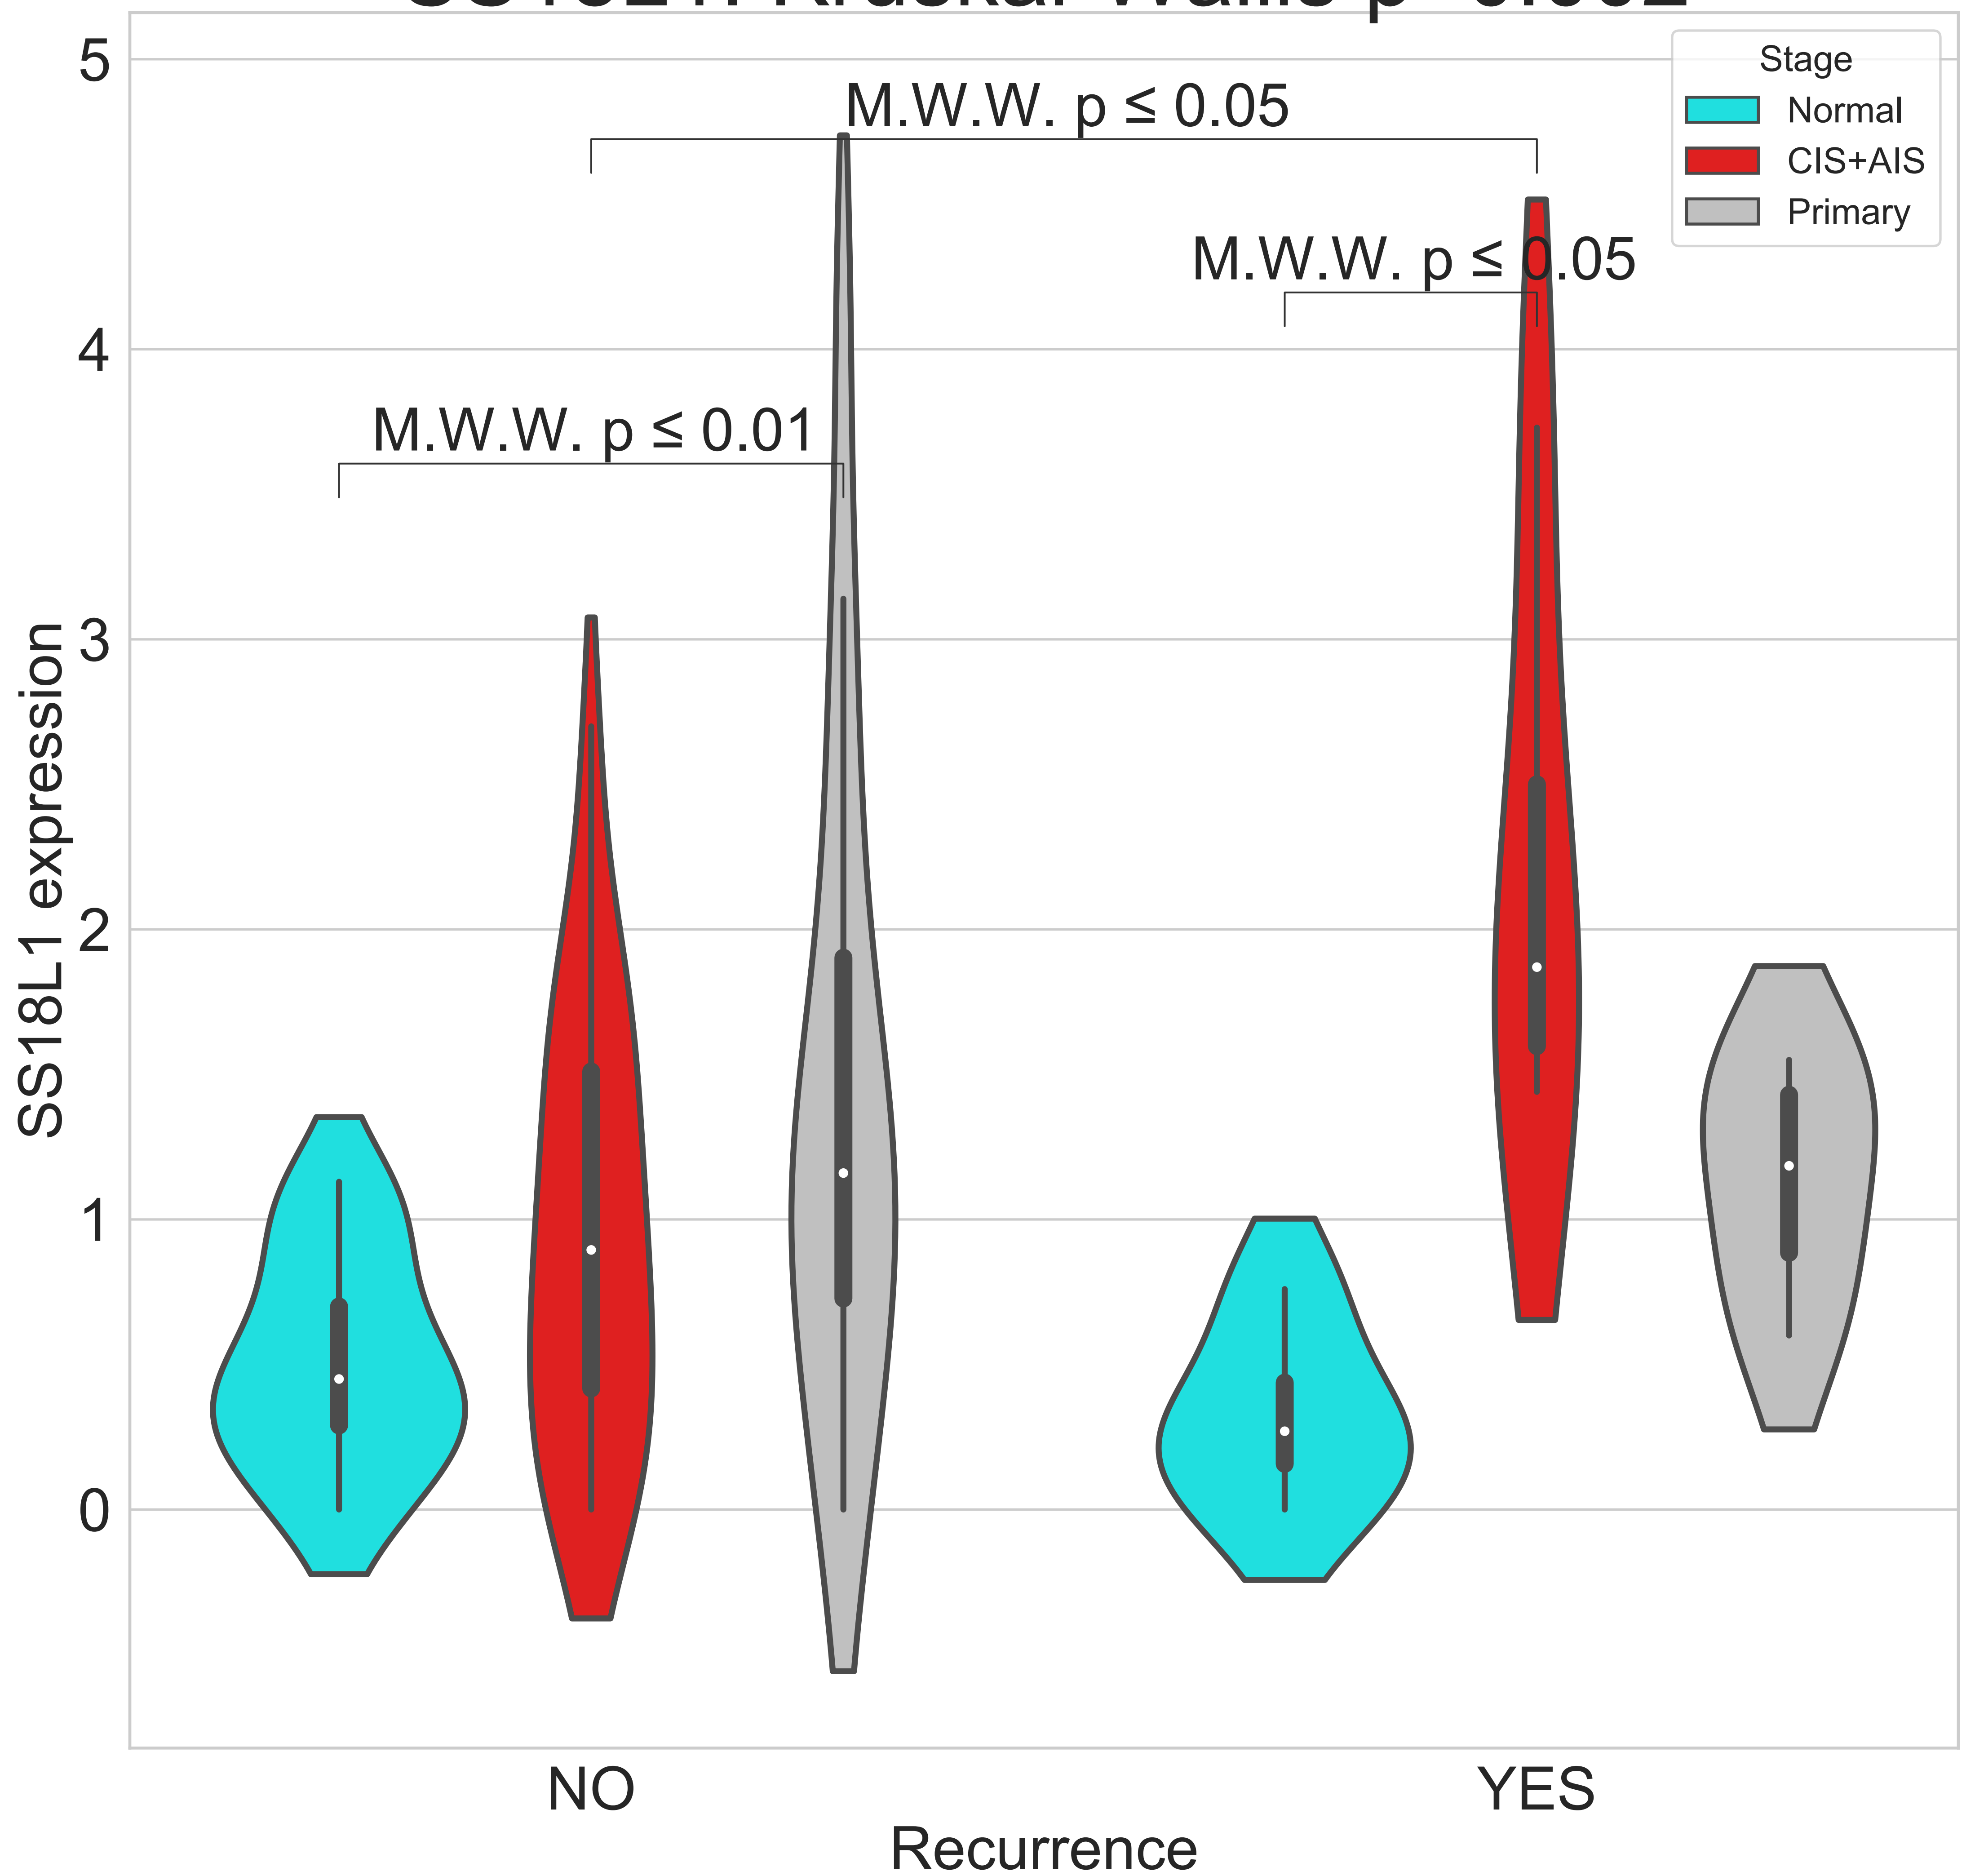 5
4
3
2
1
0
SS18L1 expression
M.W.W. p ≤ 0.05
M.W.W. p ≤ 0.05
M.W.W. p ≤ 0.01
Stage
Normal
CIS+AIS
Primary
NO
YES
Recurrence